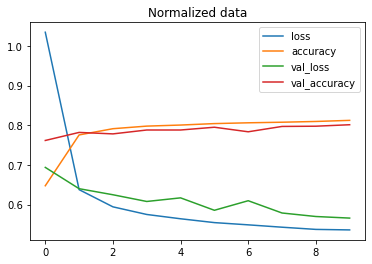 Normalized data
loss
accuracy
val_loss
val_accuracy
1.0
0.9
0.8
0.7
0.6
0 2 4 6 8